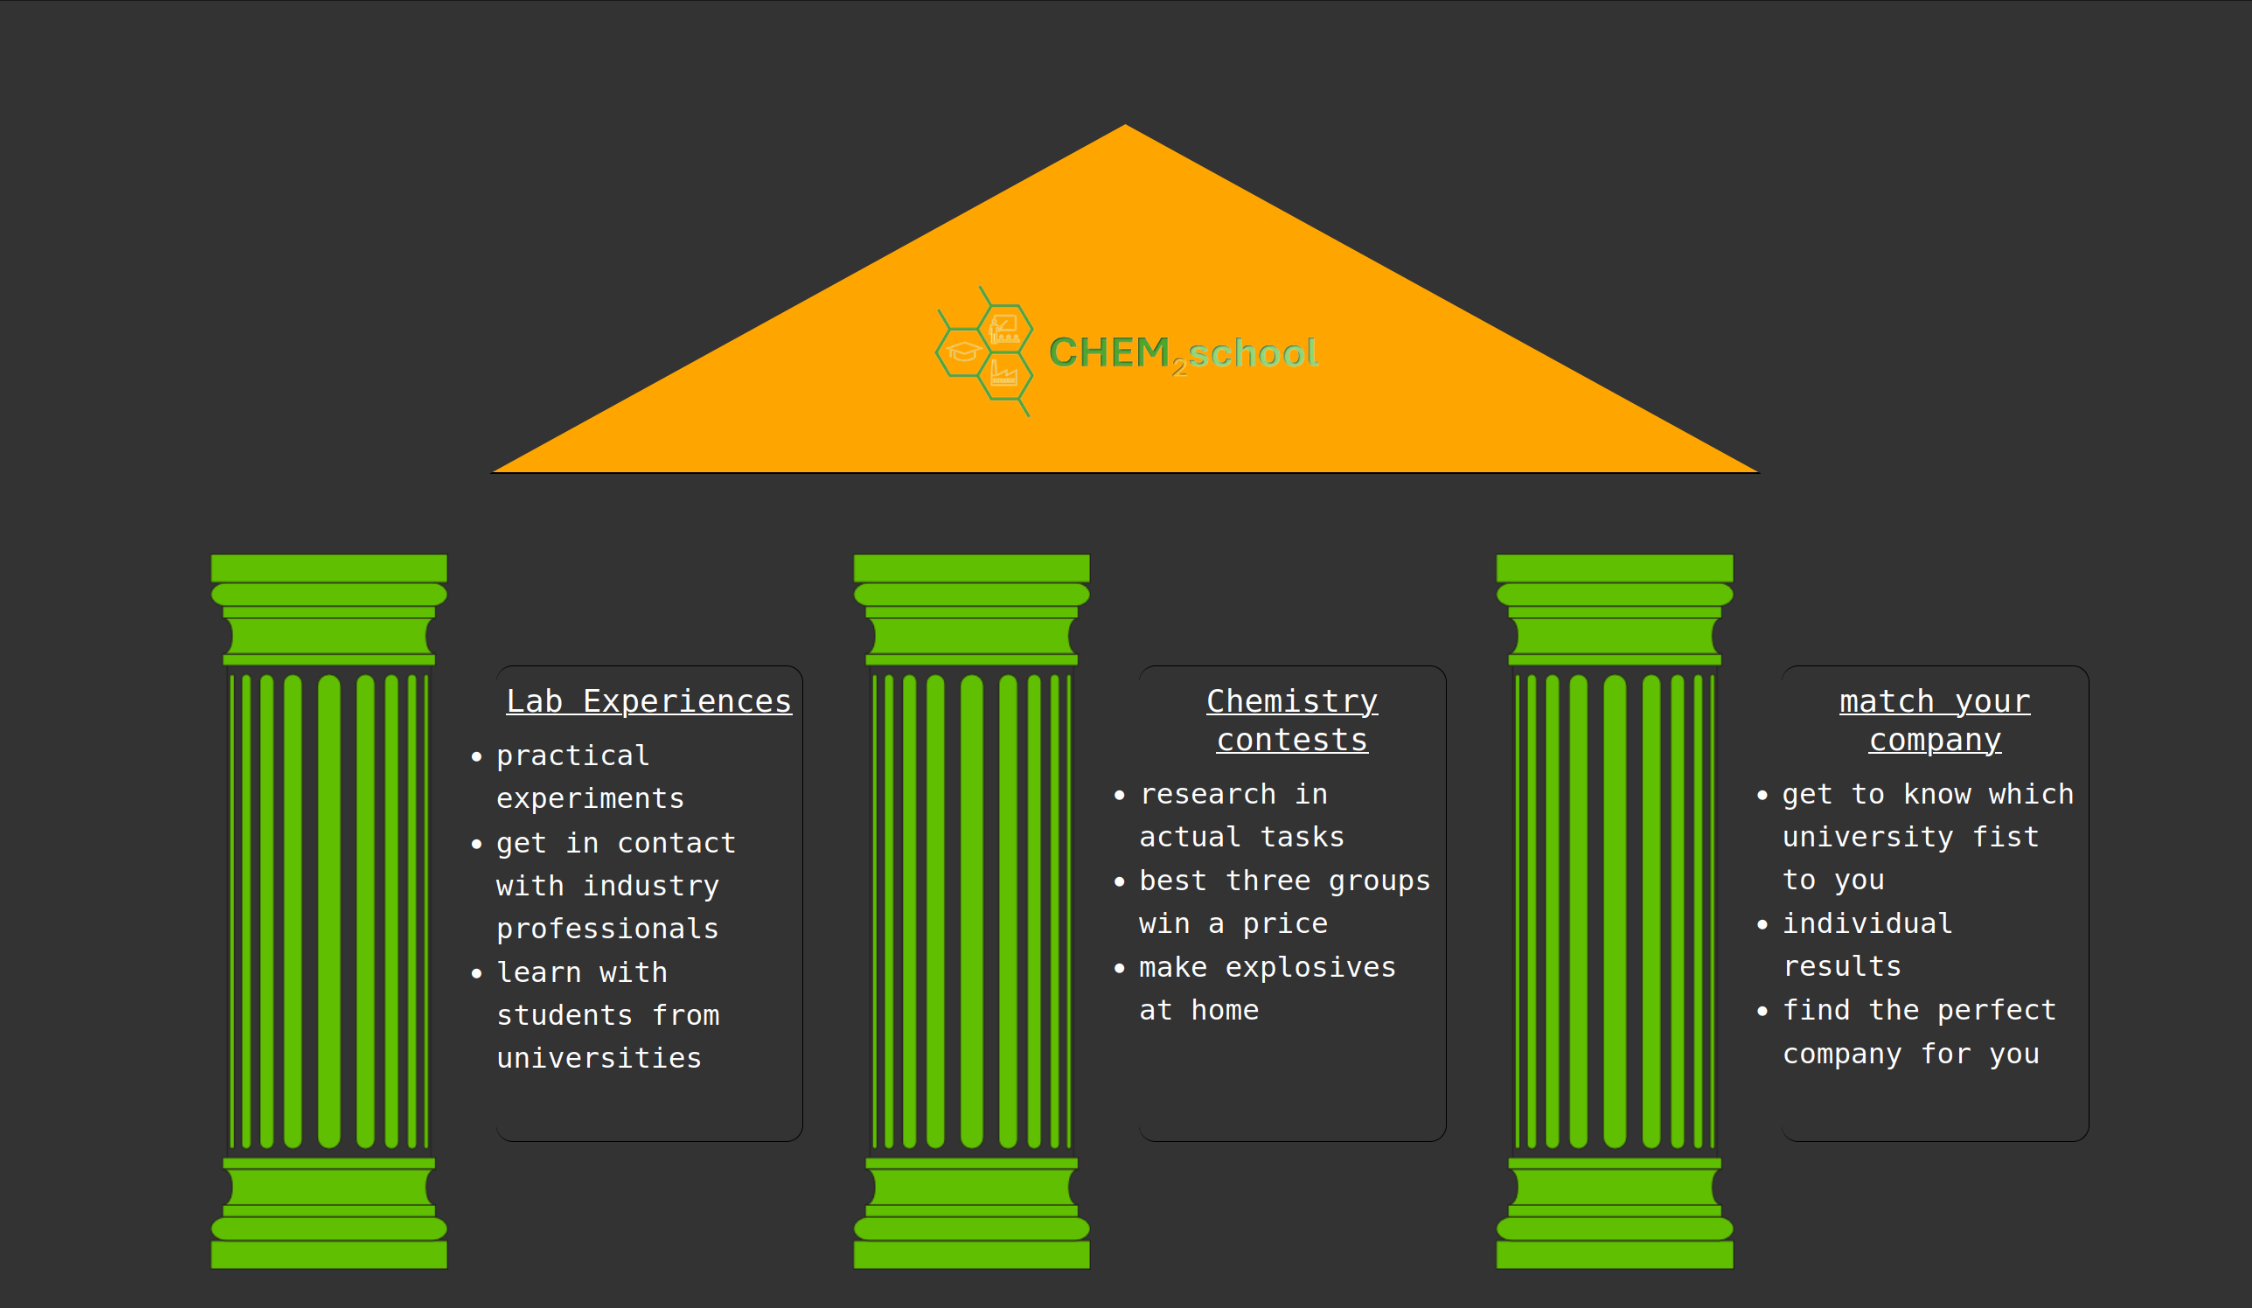 CHEM2school
Lab Experiences
• practical
experiments
• get in contact
with industry
professionals
• learn with
students from
universities
Chemistry
contests
• research in
actual tasks
• best three groups
win a price
• make explosives
at home
match your
company
• get to know which
university fist
to you
• individual
results
• find the perfect
company for you